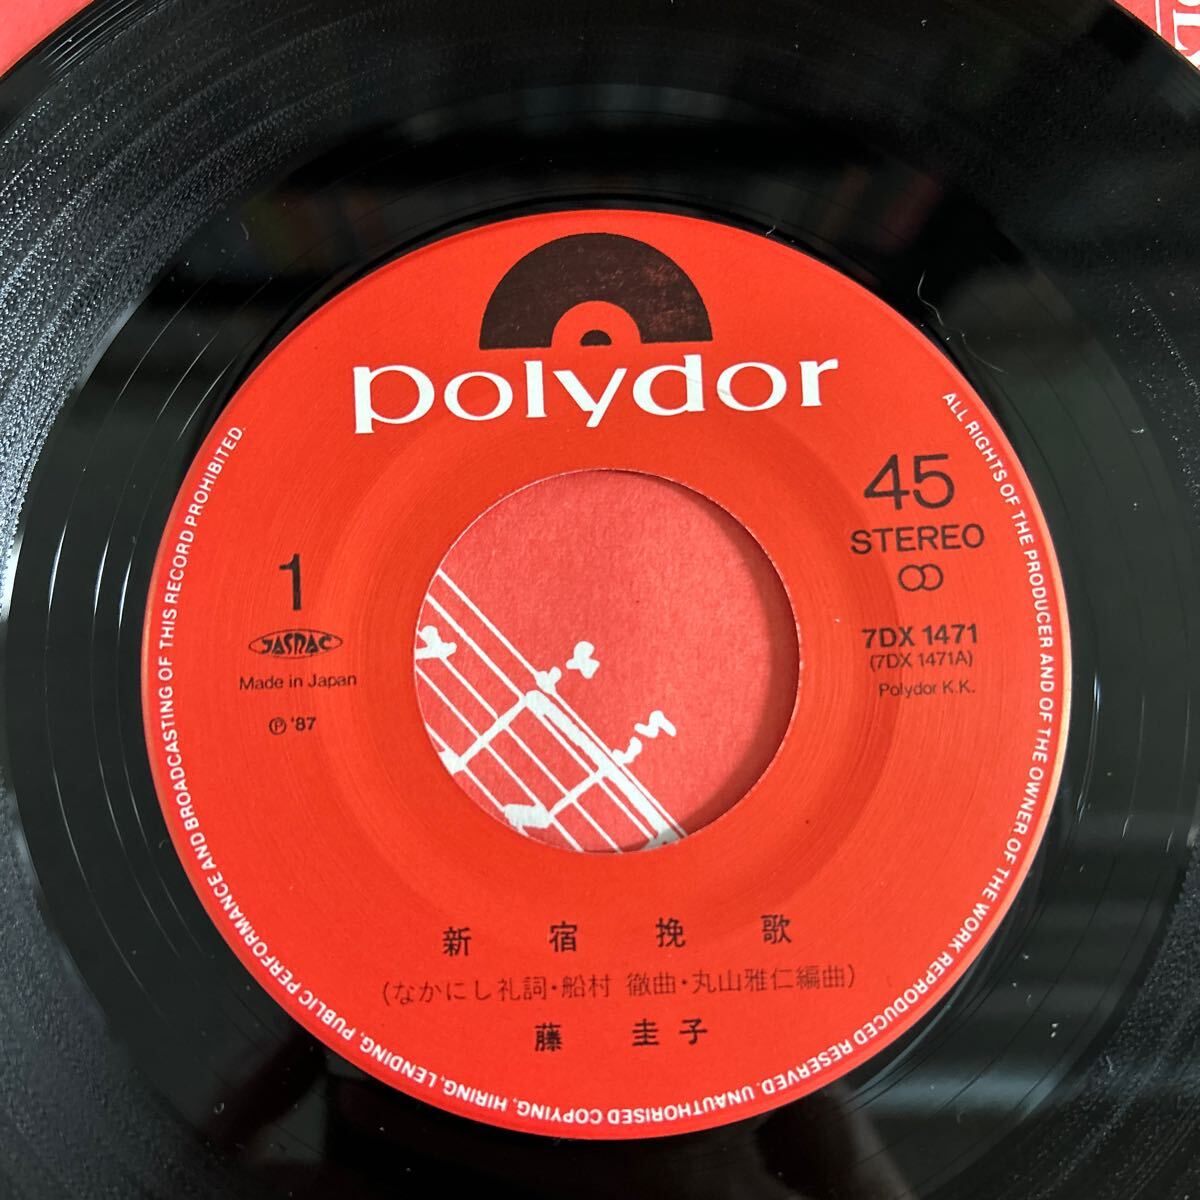 polydor
45
STEREO
1
JASRAC
Made in Japan
℗ '87
7DX 1471
(7DX 1471A)
Polydor K.K.
新宿挽歌
(なかにし礼詞・船村 徹曲・丸山雅仁編曲)
藤 圭子
ALL RIGHTS OF THE PRODUCER AND OF THE OWNER OF THE WORK REPRODUCED RESERVED. UNAUTHORISED COPYING, HIRING, LENDING, PUBLIC PERFORMANCE AND BROADCASTING OF THIS RECORD PROHIBITED.